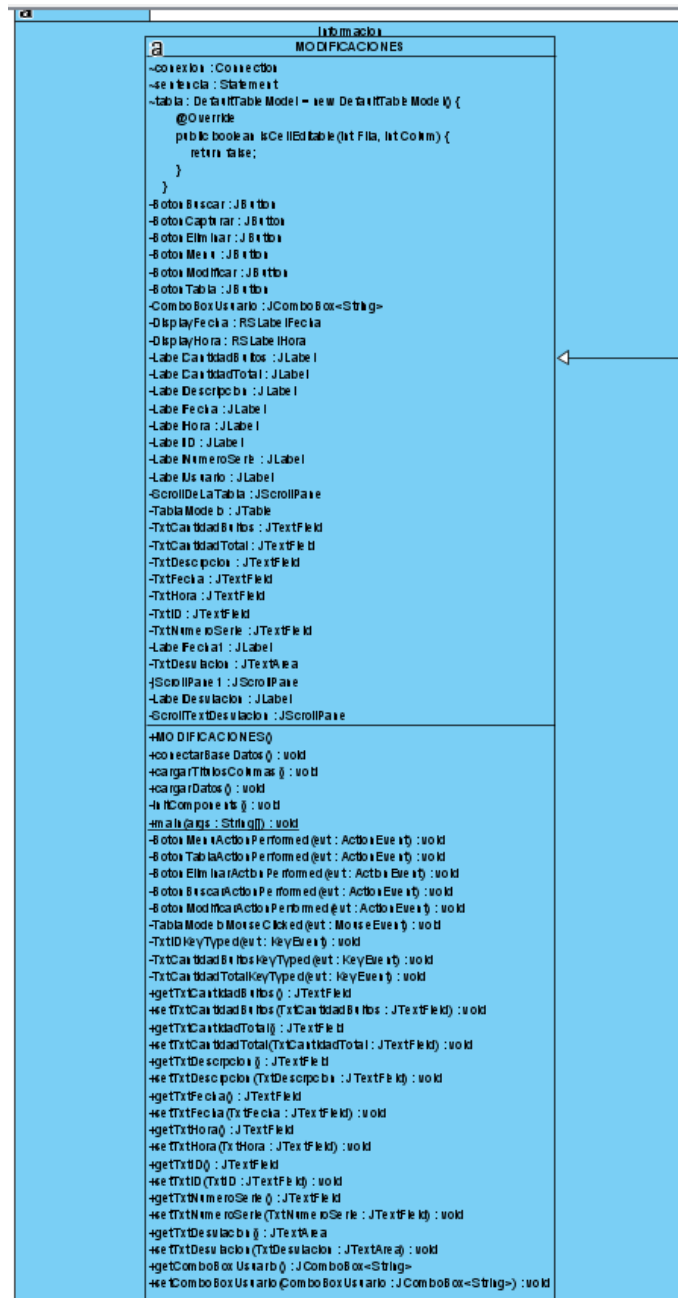 a
Informacion
a
MODIFICACIONES
~conexion : Connection
~sentencia : Statement
~tabla : DefaultTableModel = new DefaultTableModel() {
@Override
public boolean isCellEditable(int Fila, int Colum) {
return false;
}
}
-BotonBuscar : JButton
-BotonCapturar : JButton
-BotonEliminar : JButton
-BotonMenu : JButton
-BotonModificar : JButton
-BotonTabla : JButton
-ComboBoxUsuario : JComboBox<String>
-DisplayFecha : RSLabelFecha
-DisplayHora : RSLabelHora
-LabelCantidadBultos : JLabel
-LabelCantidadTotal : JLabel
-LabelDescripcion : JLabel
-LabelFecha : JLabel
-LabelHora : JLabel
-LabelID : JLabel
-LabelNumeroSerie : JLabel
-LabelUsuario : JLabel
-ScrollDeLaTabla : JScrollPane
-TablaModelo : JTable
-TxtCantidadBultos : JTextField
-TxtCantidadTotal : JTextField
-TxtDescripcion : JTextField
-TxtFecha : JTextField
-TxtHora : JTextField
-TxtID : JTextField
-TxtNumeroSerie : JTextField
-LabelFecha1 : JLabel
-TxtDesviacion : JTextArea
-jScrollPane1 : JScrollPane
-LabelDesviacion : JLabel
-ScrollTextDesviacion : JScrollPane
+MODIFICACIONES()
+conectarBaseDatos() : void
+cargarTitulosColumas() : void
+cargarDatos() : void
-initComponents() : void
+main(args : String[]) : void
-BotonMenuActionPerformed(evt : ActionEvent) : void
-BotonTablaActionPerformed(evt : ActionEvent) : void
-BotonEliminarActionPerformed(evt : ActionEvent) : void
-BotonBuscarActionPerformed(evt : ActionEvent) : void
-BotonModificarActionPerformed(evt : ActionEvent) : void
-TablaModeloMouseClicked(evt : MouseEvent) : void
-TxtIDKeyTyped(evt : KeyEvent) : void
-TxtCantidadBultosKeyTyped(evt : KeyEvent) : void
-TxtCantidadTotalKeyTyped(evt : KeyEvent) : void
+getTxtCantidadBultos() : JTextField
+setTxtCantidadBultos(TxtCantidadBultos : JTextField) : void
+getTxtCantidadTotal() : JTextField
+setTxtCantidadTotal(TxtCantidadTotal : JTextField) : void
+getTxtDescripcion() : JTextField
+setTxtDescripcion(TxtDescripcion : JTextField) : void
+getTxtFecha() : JTextField
+setTxtFecha(TxtFecha : JTextField) : void
+getTxtHora() : JTextField
+setTxtHora(TxtHora : JTextField) : void
+getTxtID() : JTextField
+setTxtID(TxtID : JTextField) : void
+getTxtNumeroSerie() : JTextField
+setTxtNumeroSerie(TxtNumeroSerie : JTextField) : void
+getTxtDesviacion() : JTextArea
+setTxtDesviacion(TxtDesviacion : JTextArea) : void
+getComboBoxUsuario() : JComboBox<String>
+setComboBoxUsuario(ComboBoxUsuario : JComboBox<String>) : void